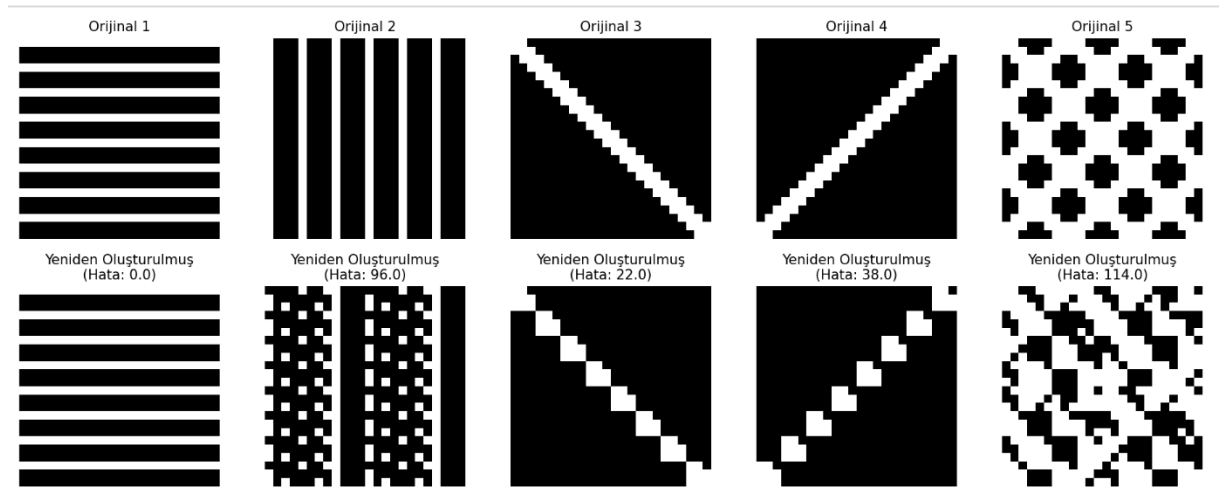 Orijinal 1
Orijinal 2
Orijinal 3
Orijinal 4
Orijinal 5
Yeniden Oluşturulmuş
(Hata: 0.0)
Yeniden Oluşturulmuş
(Hata: 96.0)
Yeniden Oluşturulmuş
(Hata: 22.0)
Yeniden Oluşturulmuş
(Hata: 38.0)
Yeniden Oluşturulmuş
(Hata: 114.0)